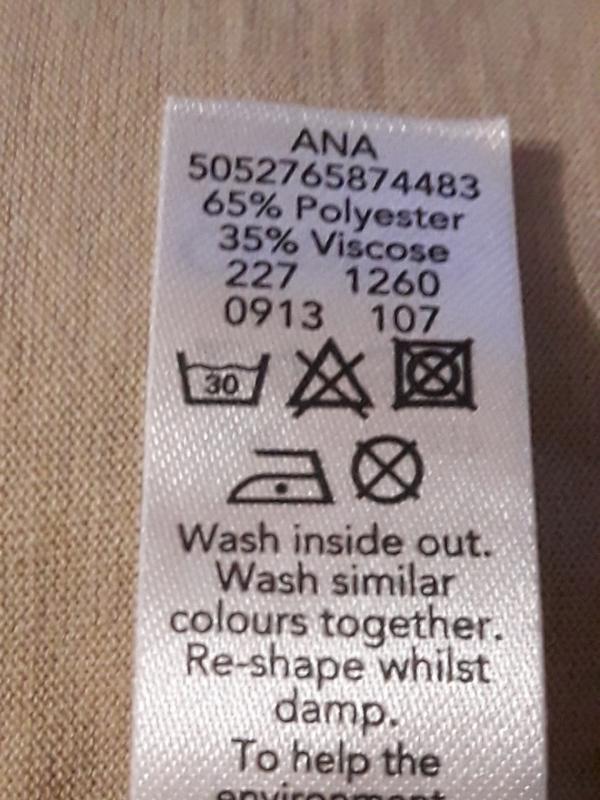 ANA
5052765874483
65% Polyester
35% Viscose
227 1260
0913 107
30
Wash inside out.
Wash similar
colours together.
Re-shape whilst
damp.
To help the
environment